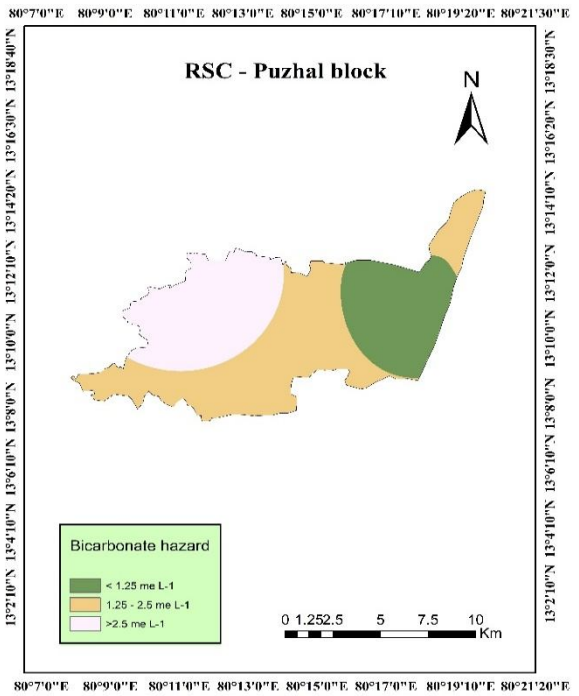 80°7'0"E 80°9'0"E 80°11'0"E 80°13'0"E 80°15'0"E 80°17'10"E 80°19'20"E 80°21'30"E
RSC - Puzhal block
N
13°18'40"N 13°16'30"N 13°14'20"N 13°12'10"N 13°10'0"N 13°8'0"N 13°6'10"N 13°4'10"N 13°2'10"N
13°18'30"N 13°16'20"N 13°14'10"N 13°12'0"N 13°10'0"N 13°8'0"N 13°6'10"N 13°4'10"N 13°2'10"N
Bicarbonate hazard
< 1.25 me L-1
1.25 - 2.5 me L-1
>2.5 me L-1
0 1.252.5 5 7.5 10
Km
80°7'0"E 80°9'0"E 80°11'0"E 80°13'0"E 80°15'0"E 80°17'0"E 80°19'10"E 80°21'20"E